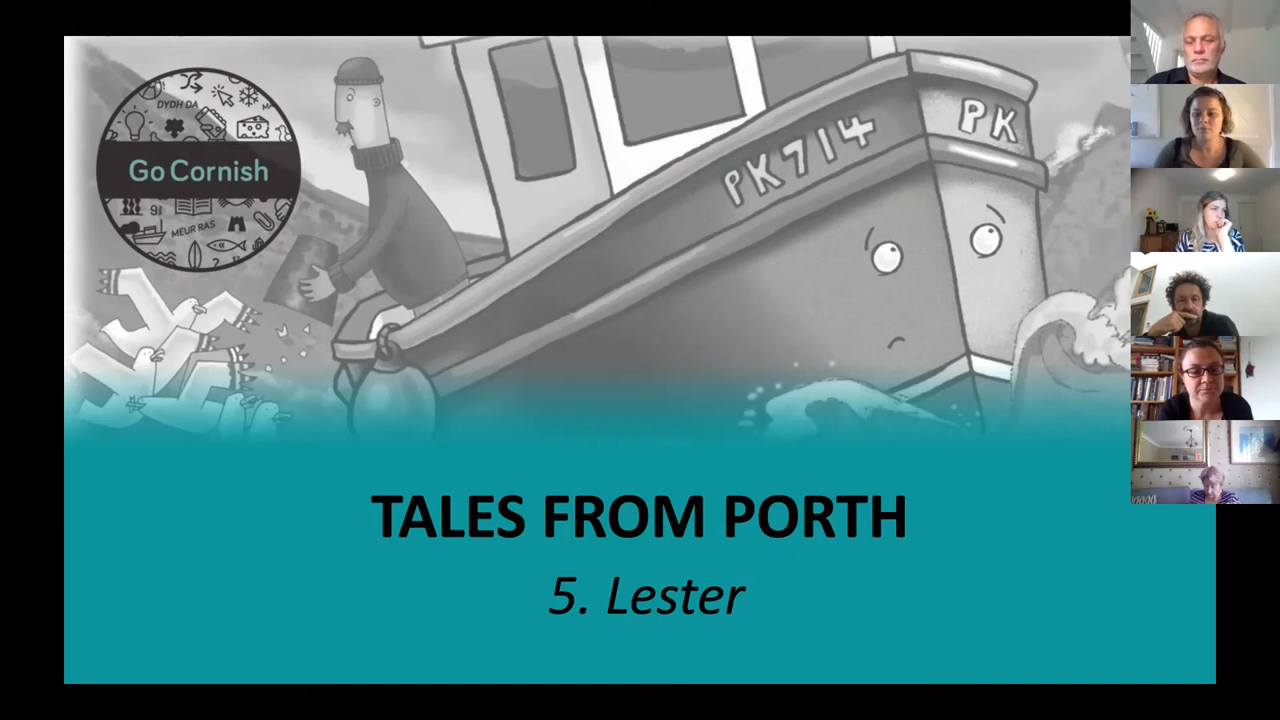 DYDH DA
Go Cornish
MEUR RAS
PK714
PK
TALES FROM PORTH
5. Lester